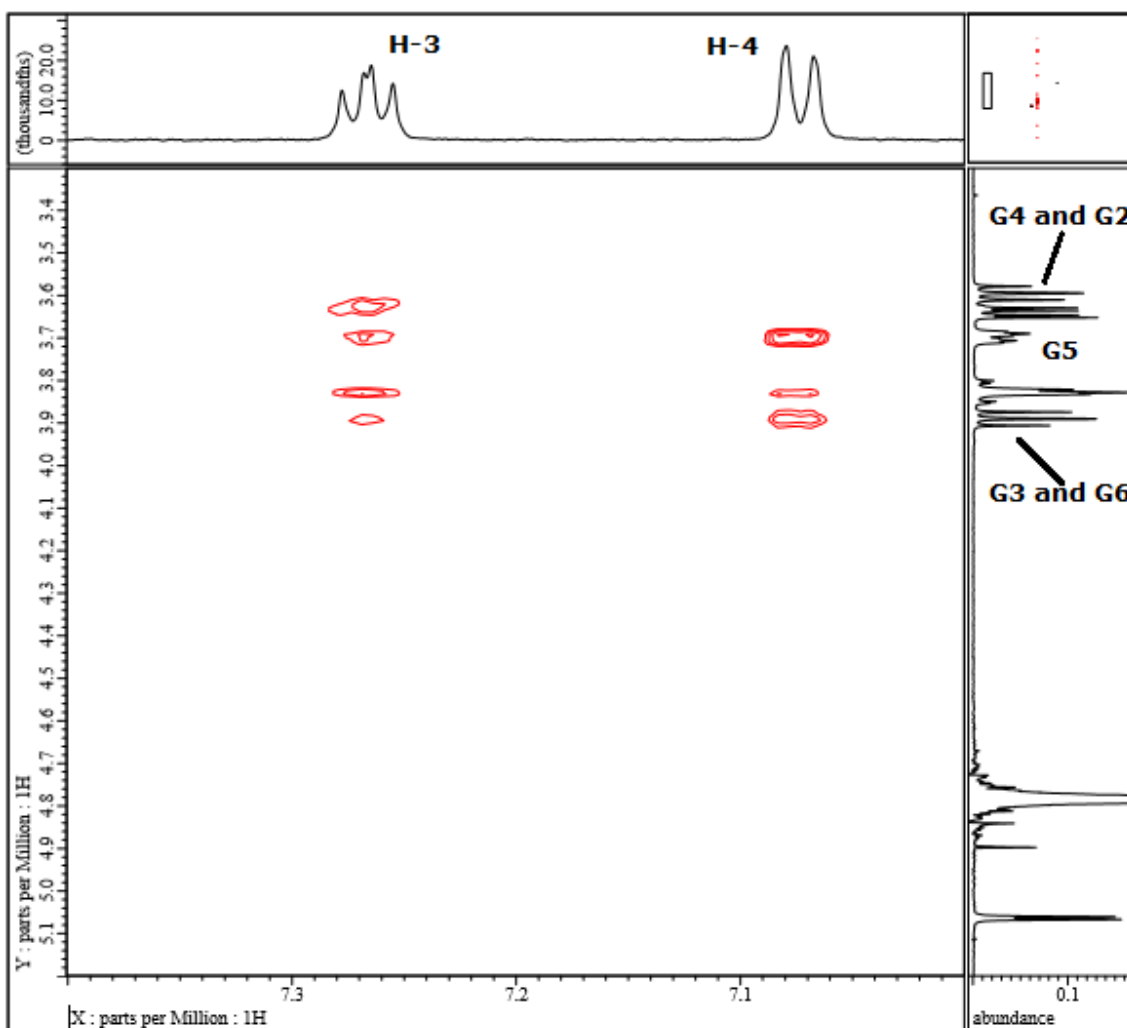 H-3
H-4
(thousandths)
0
10.0
20.0
G4 and G2
G5
G3 and G6
3.4
3.5
3.6
3.7
3.8
3.9
4.0
4.1
4.2
4.3
4.4
4.5
4.6
4.7
4.8
4.9
5.0
5.1
Y : parts per Million : 1H
7.3
7.2
7.1
0.1
X : parts per Million : 1H
abundance